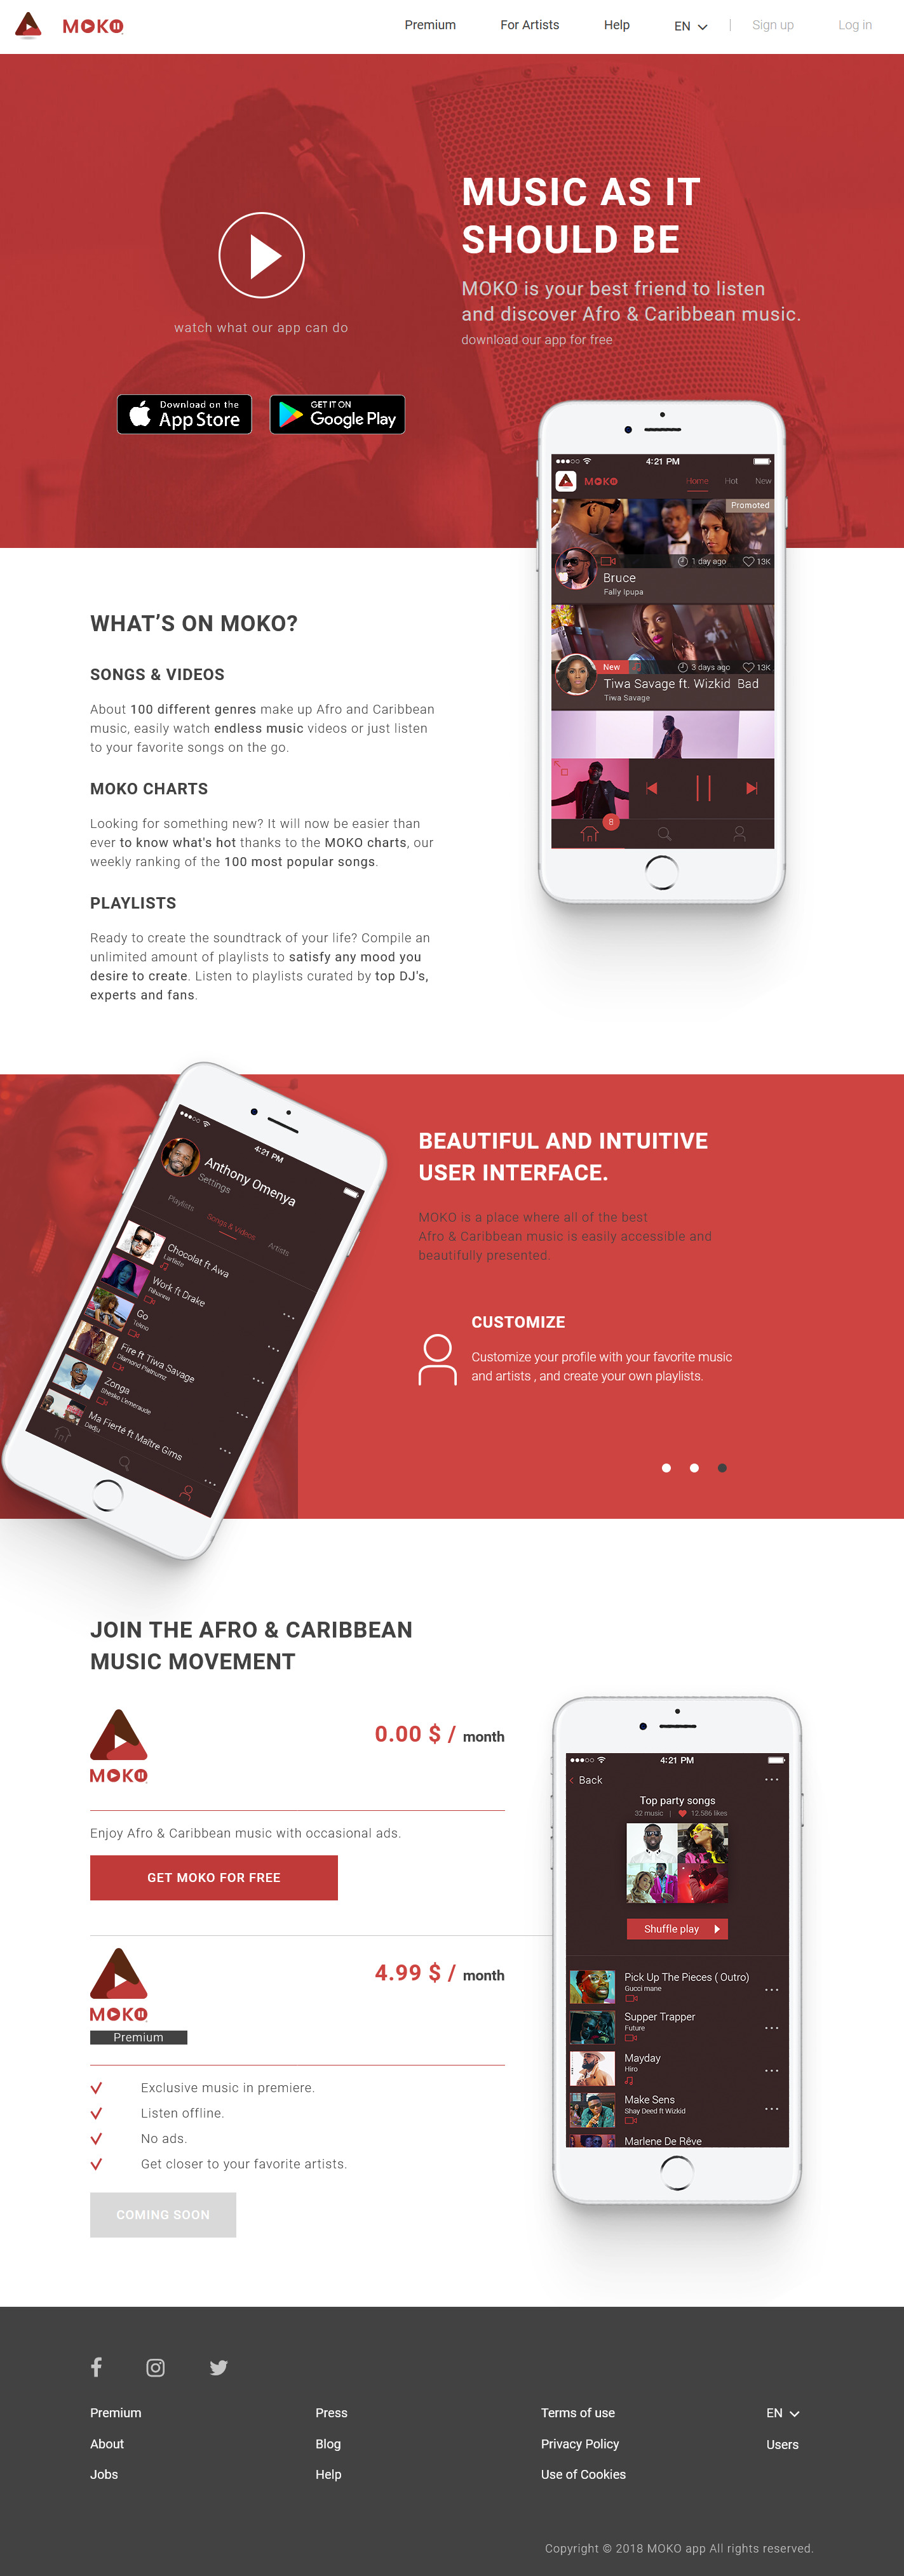 MOKO
Premium
For Artists
Help
EN
Sign up
Log in
MUSIC AS IT
SHOULD BE
MOKO is your best friend to listen
and discover Afro & Caribbean music.
download our app for free
watch what our app can do
Download on the
App Store
GET IT ON
Google Play
4:21 PM
MOKO
Home
Hot
New
Promoted
1 day ago
13K
Bruce
Fally Ipupa
New
3 days ago
13K
Tiwa Savage ft. Wizkid Bad
Tiwa Savage
8
WHAT'S ON MOKO?
SONGS & VIDEOS
About 100 different genres make up Afro and Caribbean
music, easily watch endless music videos or just listen
to your favorite songs on the go.
MOKO CHARTS
Looking for something new? It will now be easier than
ever to know what's hot thanks to the MOKO charts, our
weekly ranking of the 100 most popular songs.
PLAYLISTS
Ready to create the soundtrack of your life? Compile an
unlimited amount of playlists to satisfy any mood you
desire to create. Listen to playlists curated by top DJ's,
experts and fans.
4:21 PM
Anthony Omenya
Settings
Playlists
Songs & Videos
Artists
Chocolat ft Awa
Lartiste
Work ft Drake
Rihanna
Go
Tekno
Fire ft Tiwa Savage
Diamond Platnumz
Zonga
Shesko L'emeraude
Ma Fierté ft Maître Gims
Dadju
BEAUTIFUL AND INTUITIVE
USER INTERFACE.
MOKO is a place where all of the best
Afro & Caribbean music is easily accessible and
beautifully presented.
CUSTOMIZE
Customize your profile with your favorite music
and artists , and create your own playlists.
JOIN THE AFRO & CARIBBEAN
MUSIC MOVEMENT
MOKO
0.00 $ / month
Enjoy Afro & Caribbean music with occasional ads.
GET MOKO FOR FREE
MOKO
Premium
4.99 $ / month
Exclusive music in premiere.
Listen offline.
No ads.
Get closer to your favorite artists.
COMING SOON
4:21 PM
Back
Top party songs
32 music | 12.586 likes
Shuffle play
Pick Up The Pieces ( Outro)
Gucci mane
Supper Trapper
Future
Mayday
Hiro
Make Sens
Shay Deed ft Wizkid
Marlene De Rêve
Premium
About
Jobs
Press
Blog
Help
Terms of use
Privacy Policy
Use of Cookies
EN
Users
Copyright © 2018 MOKO app All rights reserved.